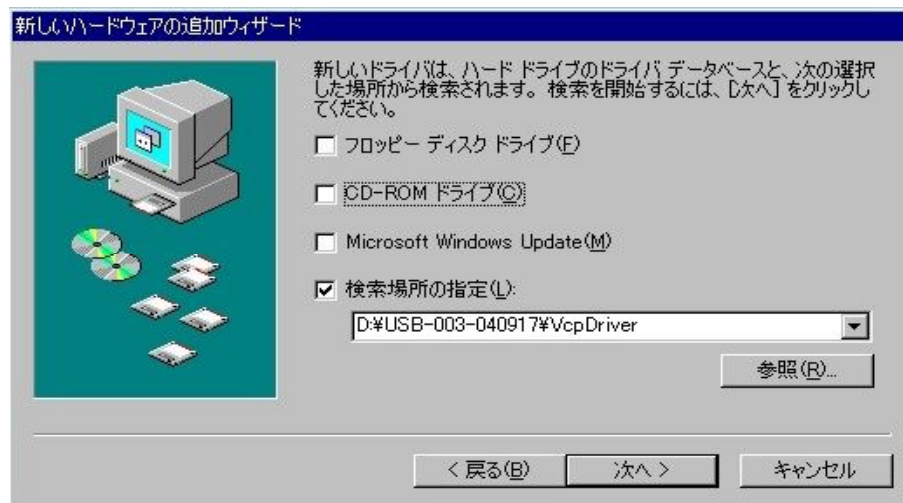 新しいハードウェアの追加ウィザード
新しいドライバは、ハード ドライブのドライバ データベースと、次の選択
した場所から検索されます。 検索を開始するには、[次へ] をクリックし
てください。
フロッピー ディスク ドライブ(F)
CD-ROM ドライブ(C)
Microsoft Windows Update(M)
検索場所の指定(L):
D:¥USB-003-040917¥VcpDriver
参照(R)...
< 戻る(B)
次へ >
キャンセル